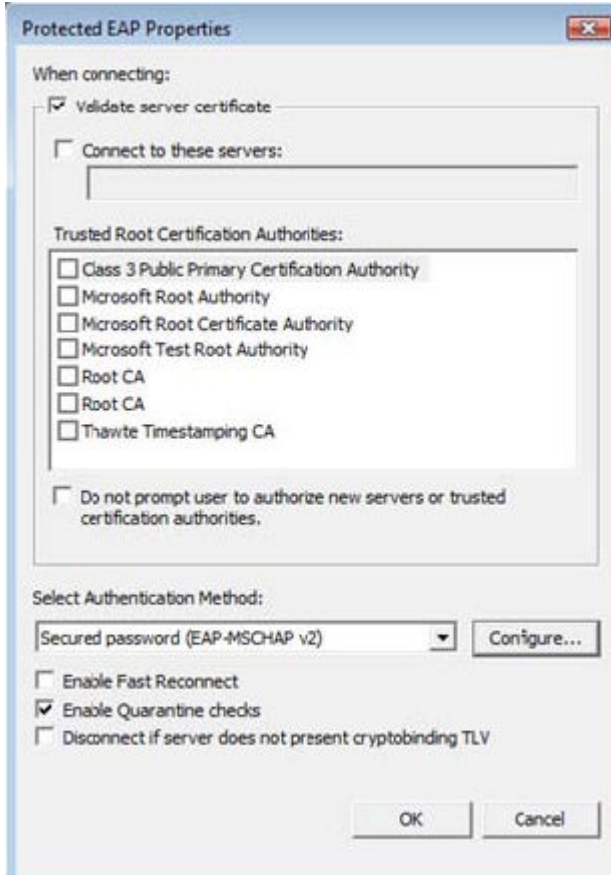 Protected EAP Properties
When connecting:
Validate server certificate
Connect to these servers:
Trusted Root Certification Authorities:
Class 3 Public Primary Certification Authority
Microsoft Root Authority
Microsoft Root Certificate Authority
Microsoft Test Root Authority
Root CA
Root CA
Thawte Timestamping CA
Do not prompt user to authorize new servers or trusted
certification authorities.
Select Authentication Method:
Secured password (EAP-MSCHAP v2) Configure...
Enable Fast Reconnect
Enable Quarantine checks
Disconnect if server does not present cryptobinding TLV
OK Cancel